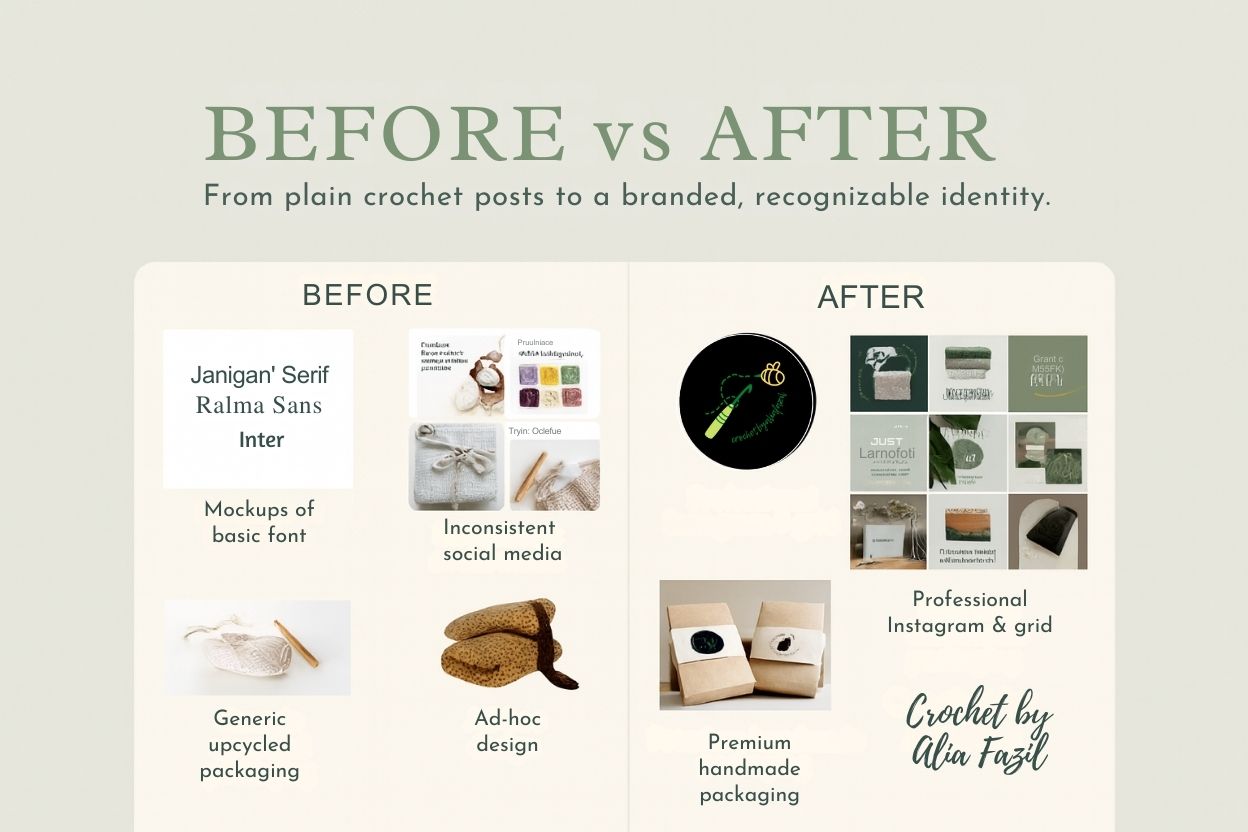 BEFORE vs AFTER
From plain crochet posts to a branded, recognizable identity.
BEFORE
Janigan' Serif
Ralma Sans
Inter
Mockups of
basic font
Pruulniace
Tryin: Oclefue
Inconsistent
social media
Generic
upcycled
packaging
Ad-hoc
design
AFTER
Grant c
M55FK)
JUST
Larnofoti
Professional
Instagram & grid
Premium
handmade
packaging
Crochet by
Alia Fazil